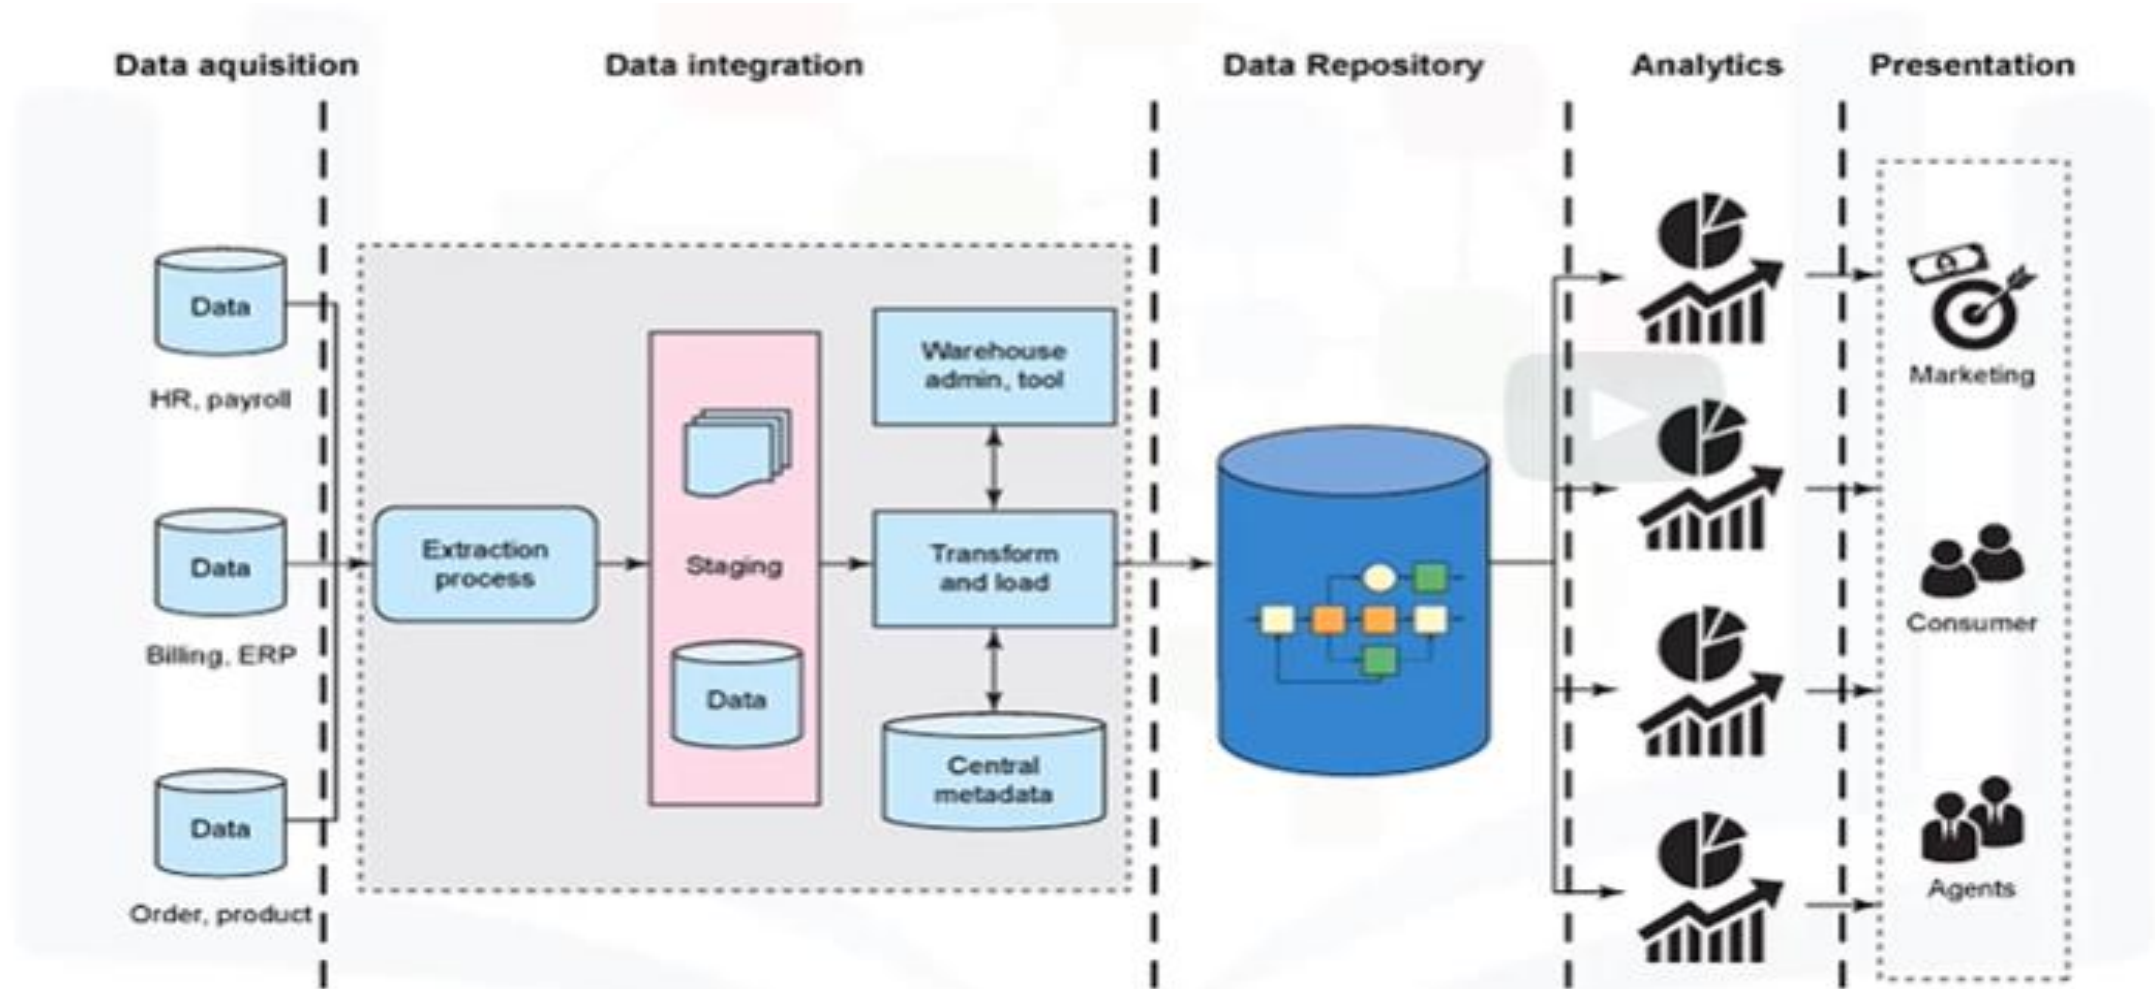 Data aquisition
Data integration
Data Repository
Analytics
Presentation
Data
HR, payroll
Data
Billing, ERP
Data
Order, product
Extraction
process
Staging
Data
Warehouse
admin, tool
Transform
and load
Central
metadata
Marketing
Consumer
Agents